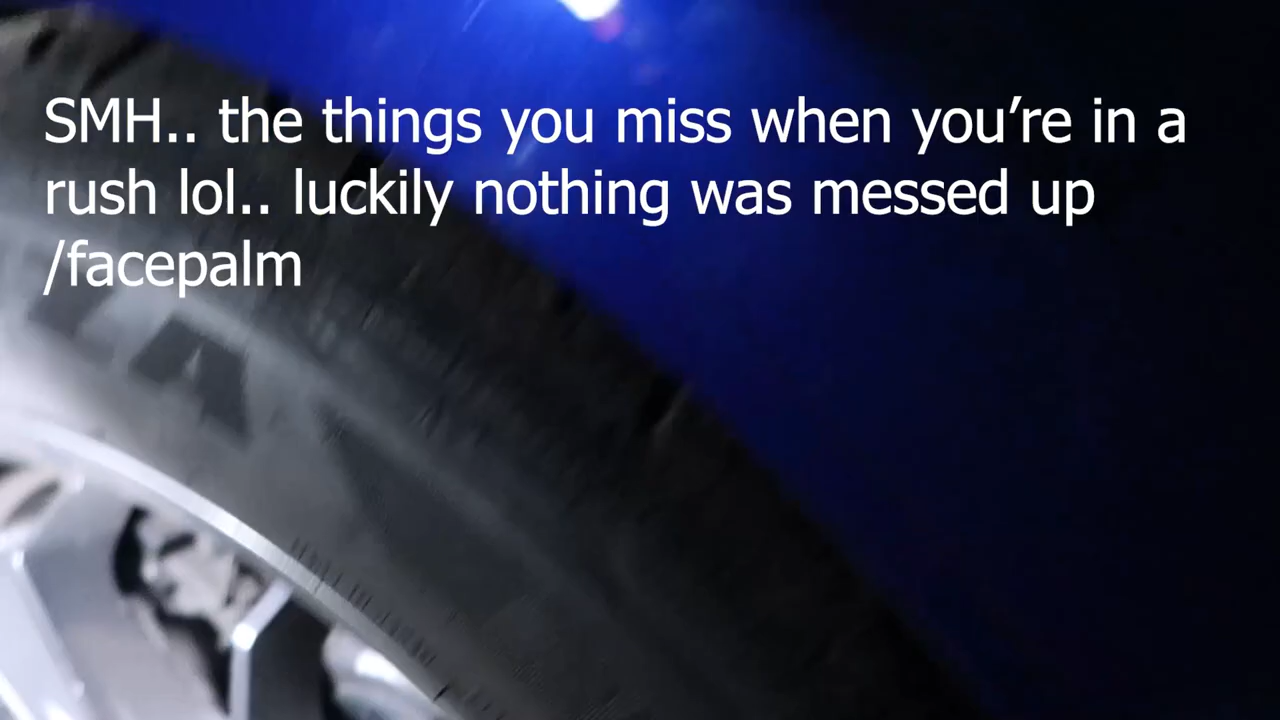 SMH.. the things you miss when you’re in a
rush lol.. luckily nothing was messed up
/facepalm